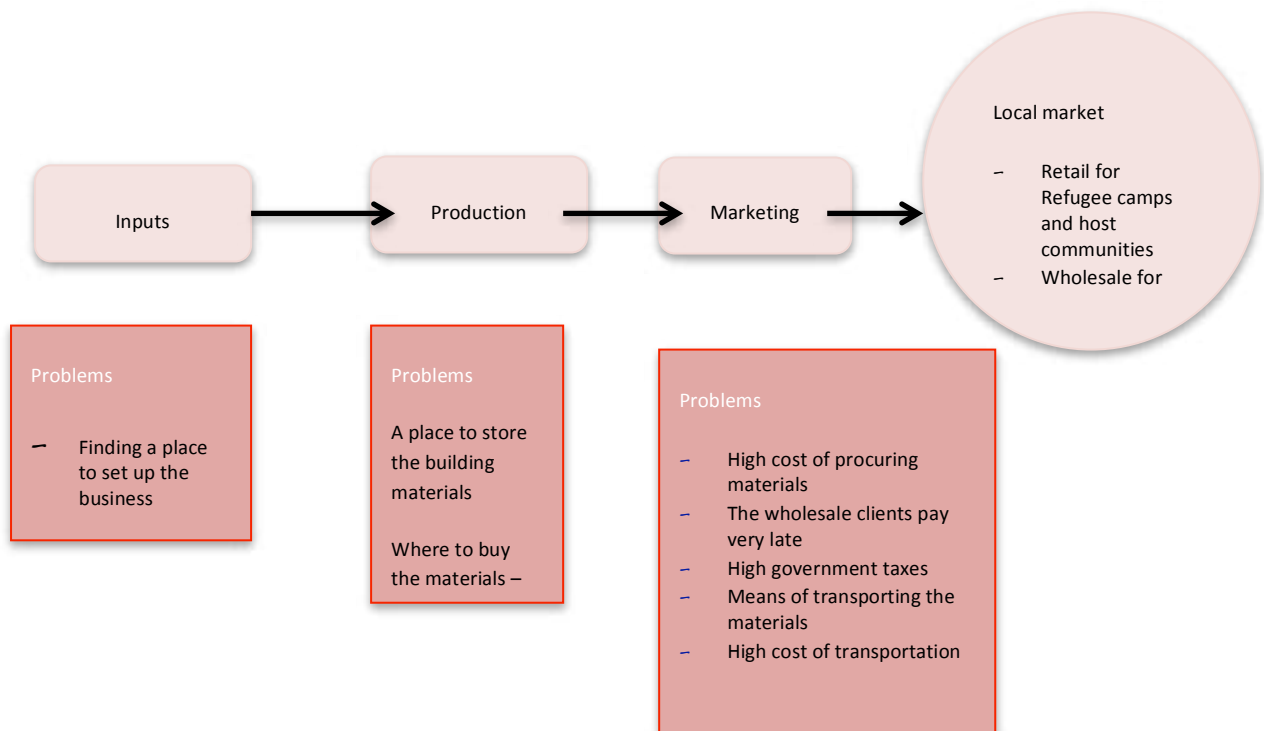 Inputs
Production
Marketing
Local market
– Retail for
Refugee camps
and host
communities
– Wholesale for
Problems
– Finding a place
to set up the
business
Problems
A place to store
the building
materials
Where to buy
the materials –
Problems
– High cost of procuring
materials
– The wholesale clients pay
very late
– High government taxes
– Means of transporting the
materials
– High cost of transportation